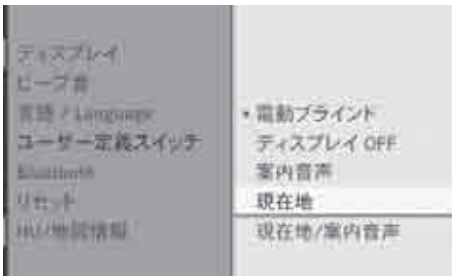 ディスプレイ
ビープ音
言語 / Language
ユーザー定義スイッチ
Bluetooth
リセット
HU/地図情報
• 電動ブラインド
ディスプレイ OFF
案内音声
現在地
現在地/案内音声